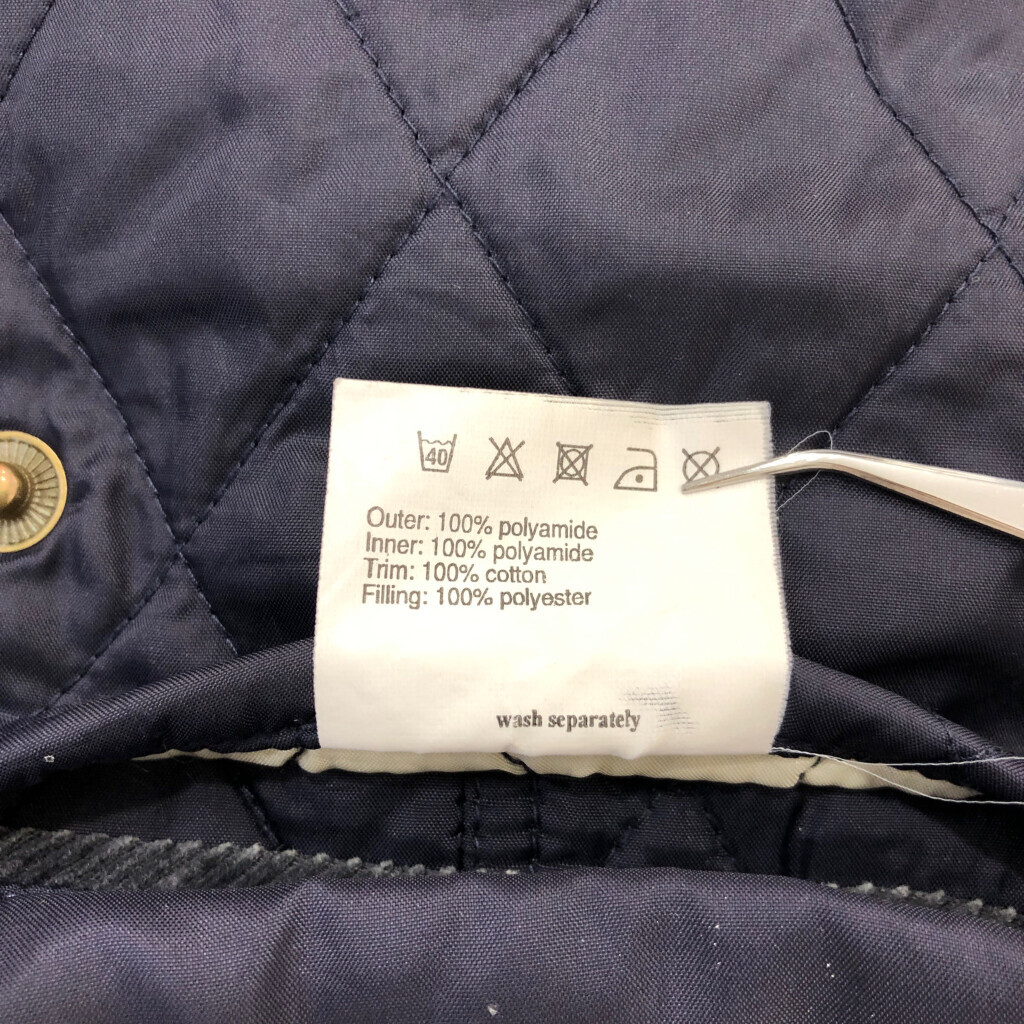 40
Outer: 100% polyamide
Inner: 100% polyamide
Trim: 100% cotton
Filling: 100% polyester
wash separately